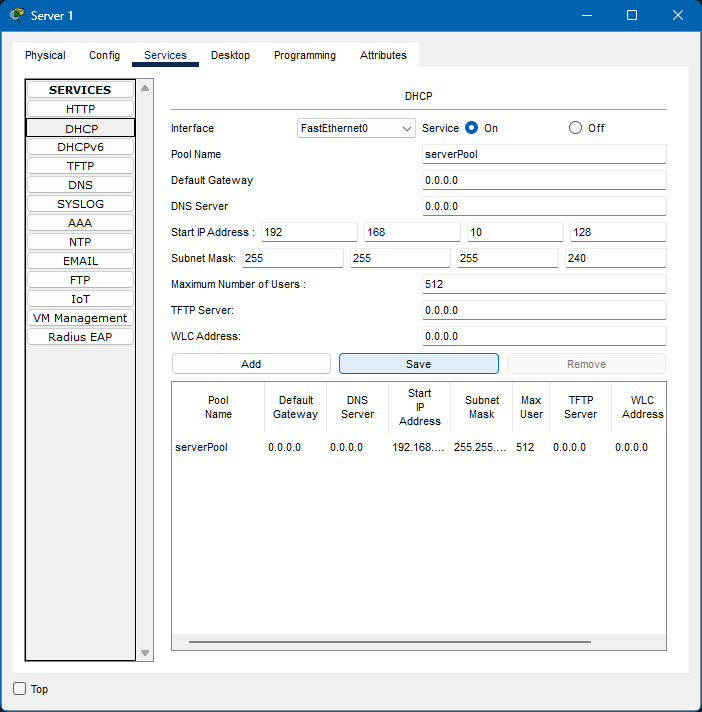 Server 1
Physical Config Services Desktop Programming Attributes
SERVICES
HTTP
DHCP
DHCPv6
TFTP
DNS
SYSLOG
AAA
NTP
EMAIL
FTP
IoT
VM Management
Radius EAP
DHCP
Interface FastEthernet0 Service On Off
Pool Name serverPool
Default Gateway 0.0.0.0
DNS Server 0.0.0.0
Start IP Address : 192 168 10 128
Subnet Mask: 255 255 255 240
Maximum Number of Users : 512
TFTP Server: 0.0.0.0
WLC Address: 0.0.0.0
Add Save Remove
Pool Name Default Gateway DNS Server Start IP Address Subnet Mask Max User TFTP Server WLC Address
serverPool 0.0.0.0 0.0.0.0 192.168.... 255.255.... 512 0.0.0.0 0.0.0.0
Top